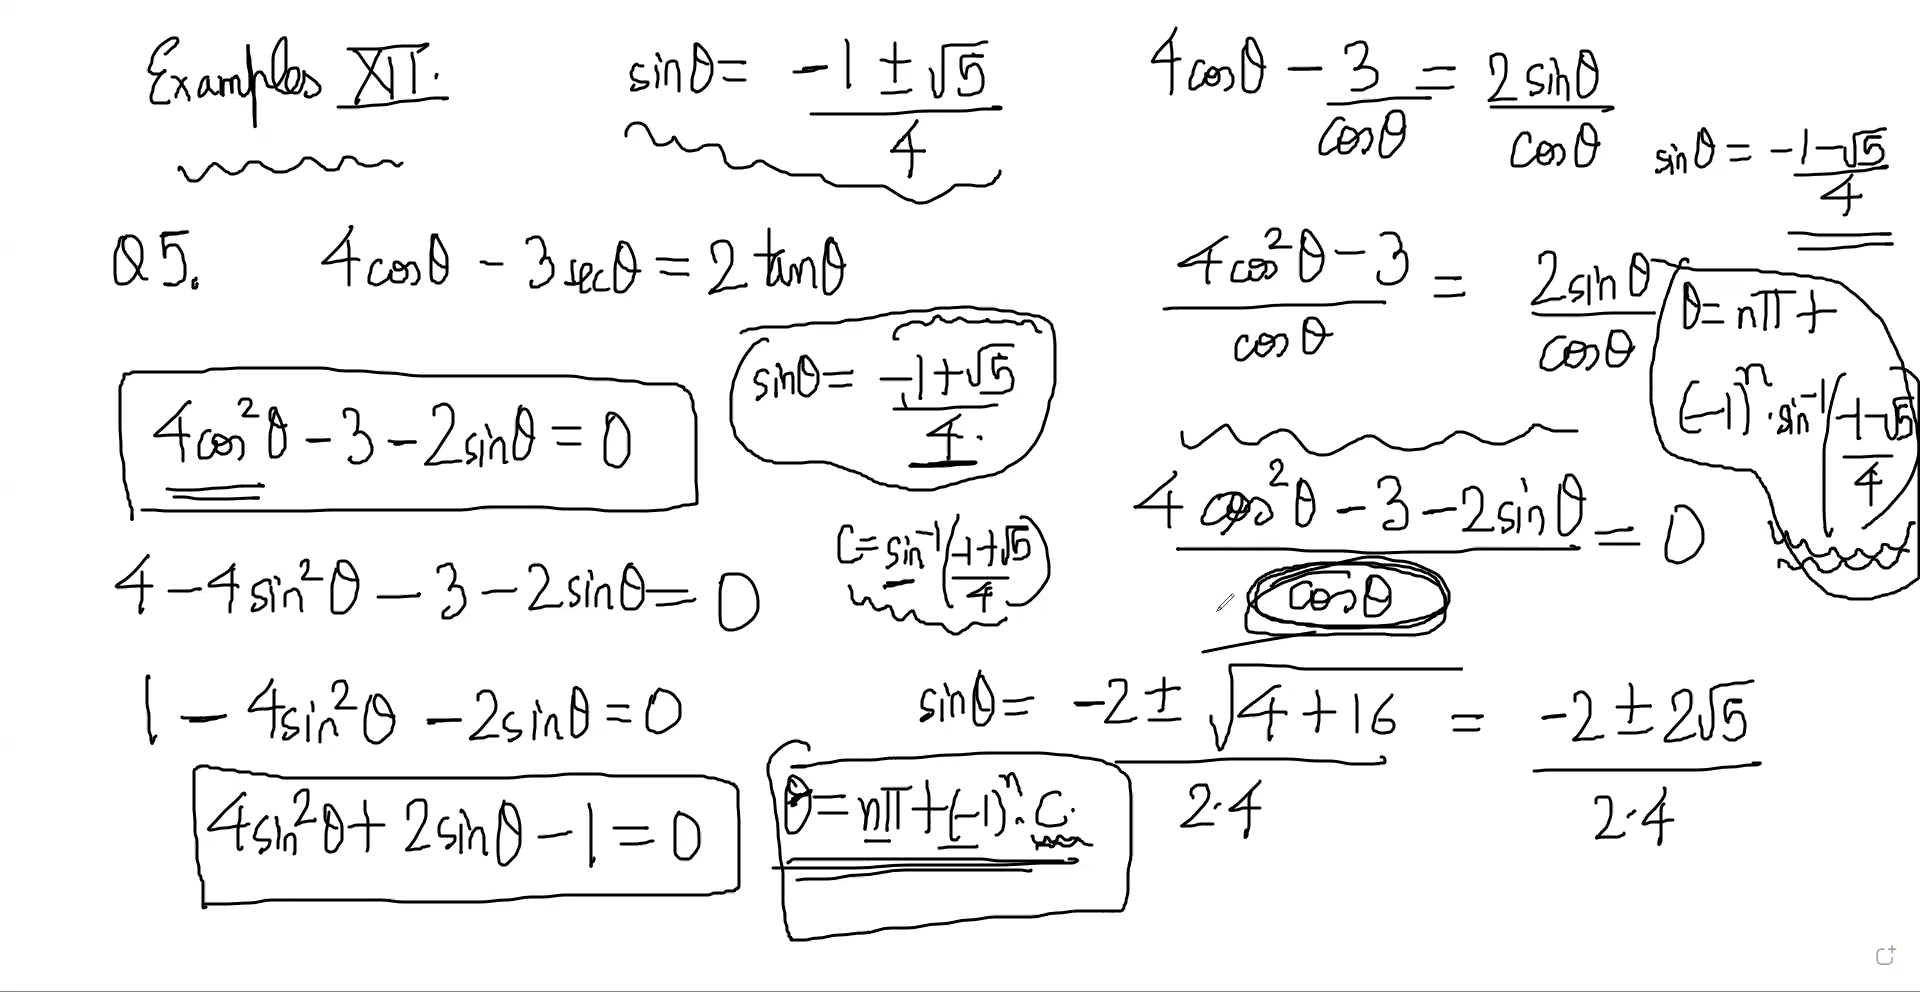 Examples XII.
Q5. 4cosθ - 3secθ = 2tanθ
4cosθ - 3/cosθ = 2sinθ/cosθ
(4cos²θ - 3)/cosθ = 2sinθ/cosθ
(4cos²θ - 3 - 2sinθ)/cosθ = 0
4cos²θ - 3 - 2sinθ = 0
4 - 4sin²θ - 3 - 2sinθ = 0
1 - 4sin²θ - 2sinθ = 0
4sin²θ + 2sinθ - 1 = 0
sinθ = (-2 ± √(4 + 16))/(2·4) = (-2 ± 2√5)/(2·4)
sinθ = (-1 ± √5)/4
sinθ = (-1 + √5)/4.
C = sin⁻¹((-1 + √5)/4)
θ = nπ + (-1)ⁿ · C.
sinθ = (-1 - √5)/4
θ = nπ +
(-1)ⁿ · sin⁻¹((-1 - √5)/4)